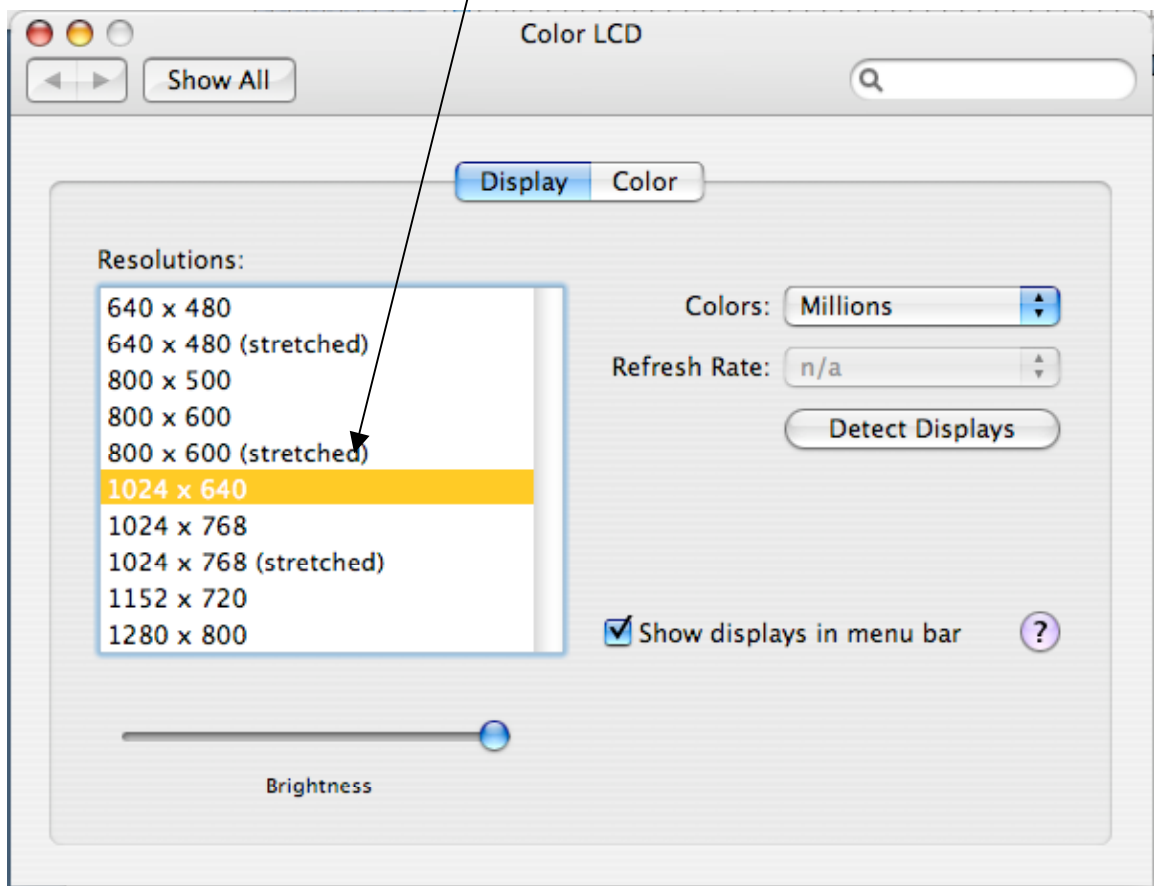 Color LCD
Show All
Display Color
Resolutions:
640 x 480
640 x 480 (stretched)
800 x 500
800 x 600
800 x 600 (stretched)
1024 x 640
1024 x 768
1024 x 768 (stretched)
1152 x 720
1280 x 800
Colors: Millions
Refresh Rate: n/a
Detect Displays
Show displays in menu bar ?
Brightness